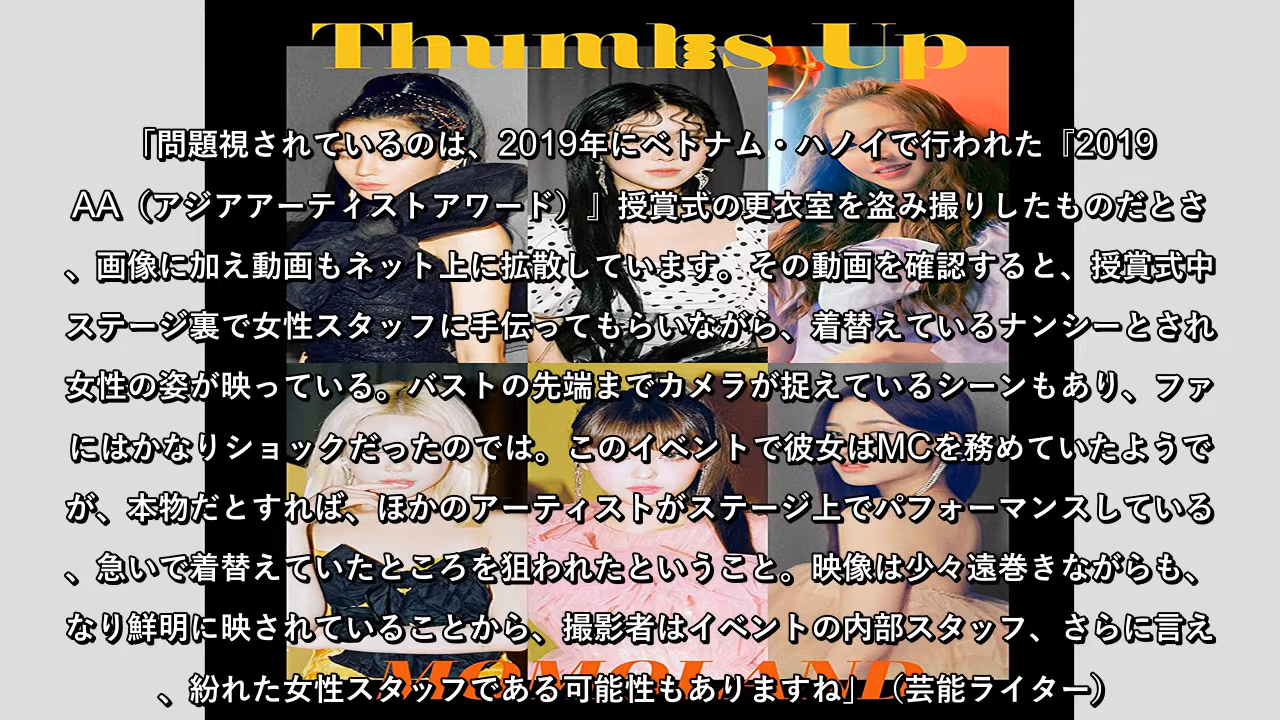 Thumbs Up
「問題視されているのは、2019年にベトナム・ハノイで行われた『2019
AA（アジアアーティストアワード）』授賞式の更衣室を盗み撮りしたものだとさ
、画像に加え動画もネット上に拡散しています。その動画を確認すると、授賞式中
ステージ裏で女性スタッフに手伝ってもらいながら、着替えているナンシーとされ
女性の姿が映っている。バストの先端までカメラが捉えているシーンもあり、ファ
にはかなりショックだったのでは。このイベントで彼女はMCを務めていたようで
が、本物だとすれば、ほかのアーティストがステージ上でパフォーマンスしている
、急いで着替えていたところを狙われたということ。映像は少々遠巻きながらも、
なり鮮明に映されていることから、撮影者はイベントの内部スタッフ、さらに言え
MOMOLAND
、紛れた女性スタッフである可能性もありますね」（芸能ライター）